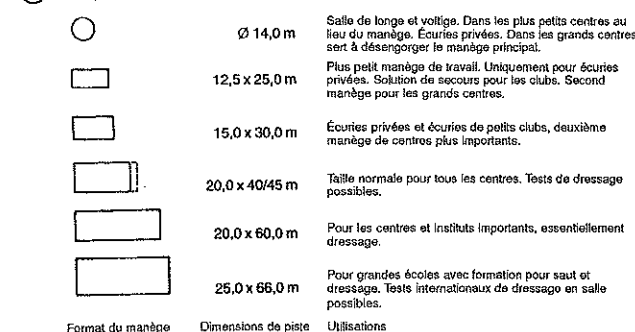 Ø 14,0 m
Salle de longe et voltige. Dans les plus petits centres au
lieu du manège. Écuries privées. Dans les grands centres
sert à désengorger le manège principal.
12,5 x 25,0 m
Plus petit manège de travail. Uniquement pour écuries
privées. Solution de secours pour les clubs. Second
manège pour les grands centres.
15,0 x 30,0 m
Écuries privées et écuries de petits clubs, deuxième
manège de centres plus importants.
20,0 x 40/45 m
Taille normale pour tous les centres. Tests de dressage
possibles.
20,0 x 60,0 m
Pour les centres et Instituts importants, essentiellement
dressage.
25,0 x 66,0 m
Pour grandes écoles avec formation pour saut et
dressage. Tests internationaux de dressage en salle
possibles.
Format du manège Dimensions de piste Utilisations